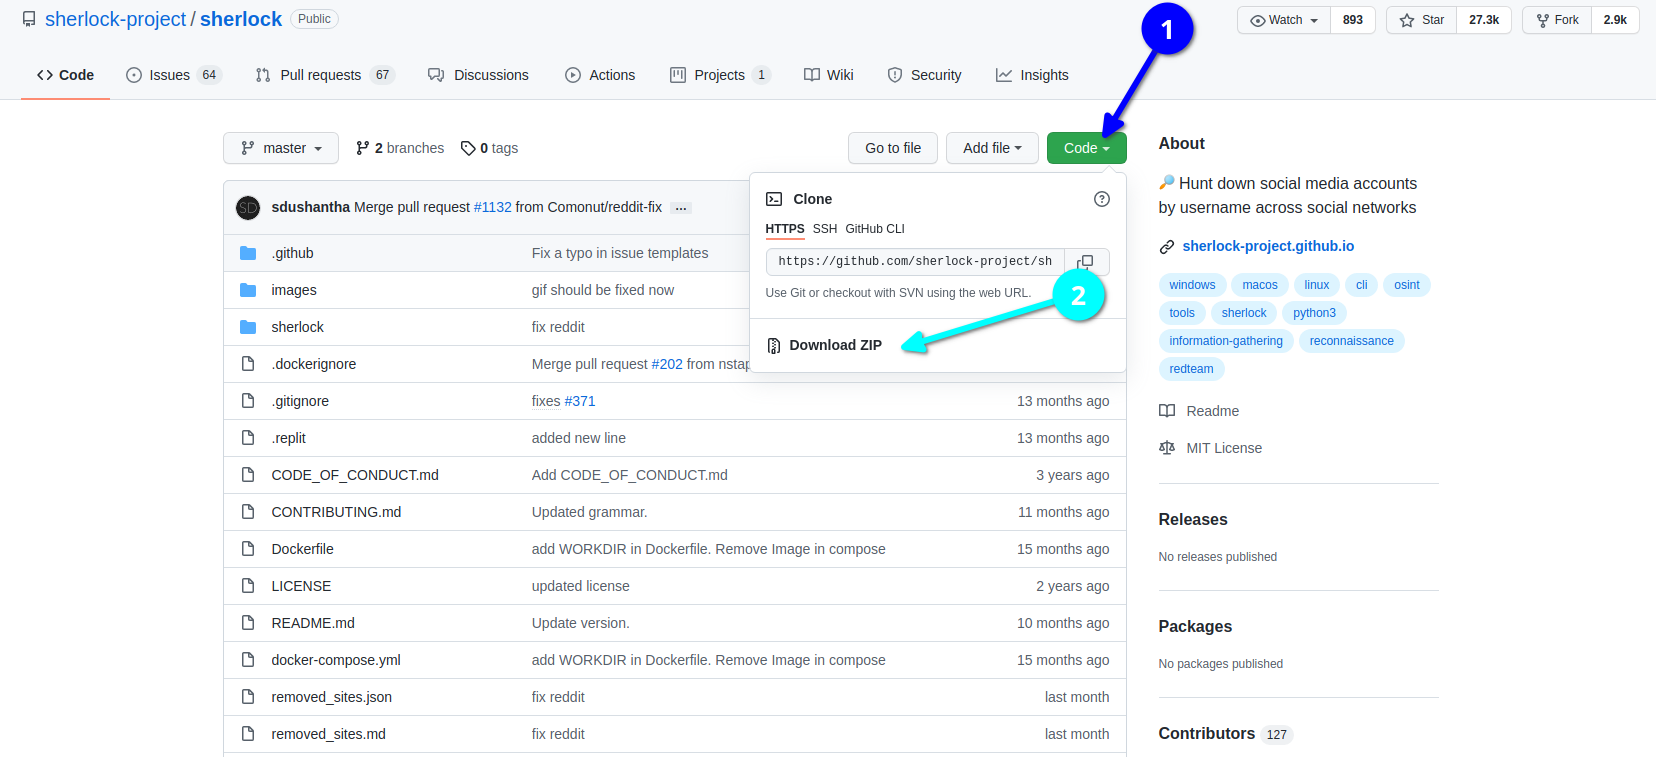 sherlock-project / sherlock Public
Watch 893 Star 27.3k Fork 2.9k
1
Code Issues 64 Pull requests 67 Discussions Actions Projects 1 Wiki Security Insights
master 2 branches 0 tags Go to file Add file Code
sdushantha Merge pull request #1132 from Comonut/reddit-fix ...
.github Fix a typo in issue templates
images gif should be fixed now
sherlock fix reddit
.dockerignore Merge pull request #202 from nstap
.gitignore fixes #371 13 months ago
.replit added new line 13 months ago
CODE_OF_CONDUCT.md Add CODE_OF_CONDUCT.md 3 years ago
CONTRIBUTING.md Updated grammar. 11 months ago
Dockerfile add WORKDIR in Dockerfile. Remove Image in compose 15 months ago
LICENSE updated license 2 years ago
README.md Update version. 10 months ago
docker-compose.yml add WORKDIR in Dockerfile. Remove Image in compose 15 months ago
removed_sites.json fix reddit last month
removed_sites.md fix reddit last month
Clone
HTTPS SSH GitHub CLI
https://github.com/sherlock-project/sh
Use Git or checkout with SVN using the web URL.
2
Download ZIP
About
Hunt down social media accounts
by username across social networks
sherlock-project.github.io
windows macos linux cli osint
tools sherlock python3
information-gathering reconnaissance
redteam
Readme
MIT License
Releases
No releases published
Packages
No packages published
Contributors 127